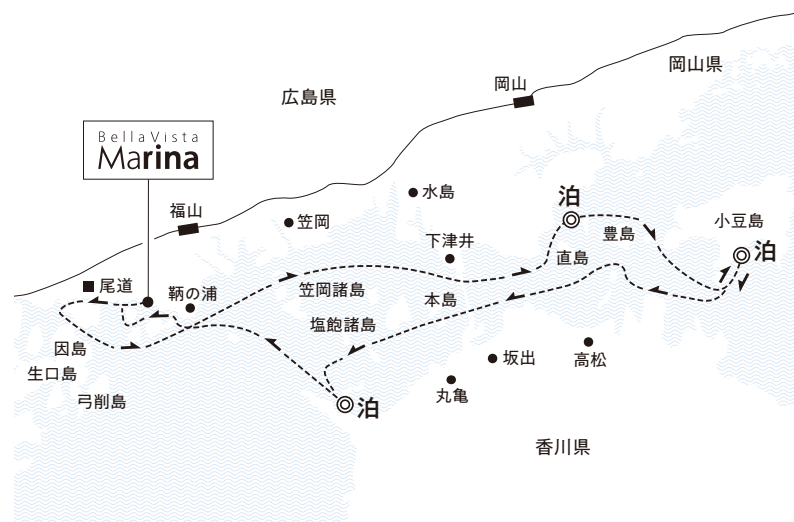 岡山県
岡山
広島県
BellaVista
Marina
水島
泊
福山
笠岡
小豆島
豊島
下津井
泊
直島
尾道
鞆の浦
笠岡諸島
本島
塩飽諸島
因島
坂出
高松
生口島
丸亀
弓削島
泊
香川県